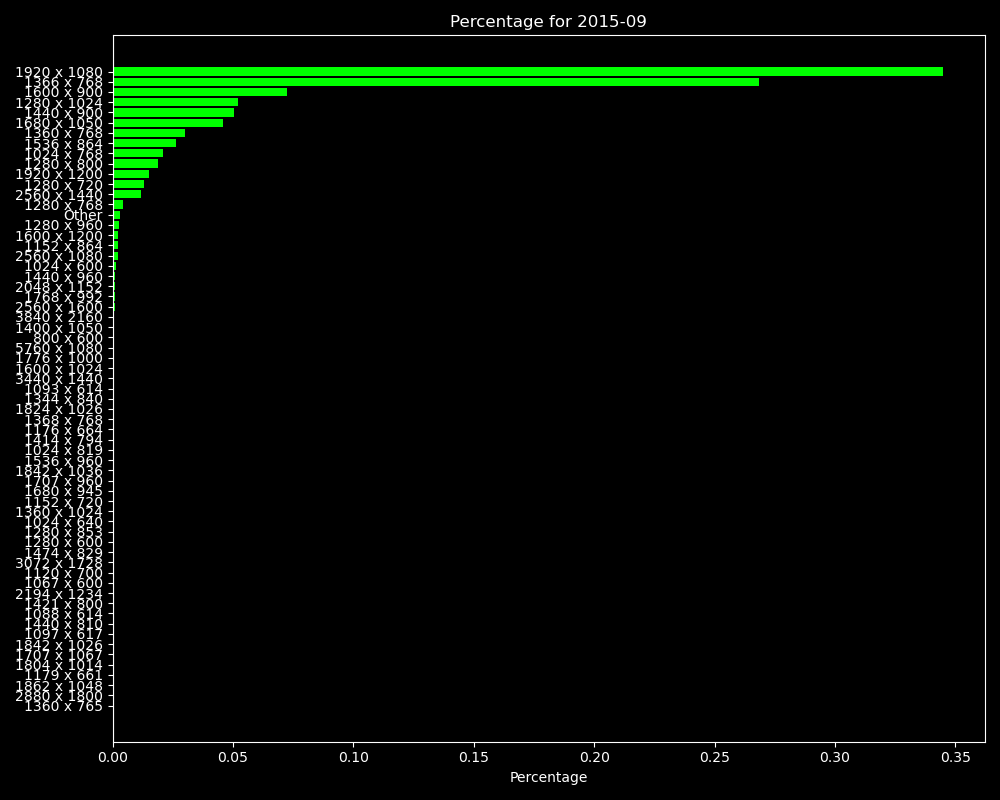 Percentage for 2015-09
1920 x 1080
1366 x 768
1600 x 900
1280 x 1024
1440 x 900
1680 x 1050
1360 x 768
1536 x 864
1024 x 768
1280 x 800
1920 x 1200
1280 x 720
2560 x 1440
1280 x 768
Other
1280 x 960
1600 x 1200
1152 x 864
2560 x 1080
1024 x 600
1440 x 960
2048 x 1152
1768 x 992
2560 x 1600
3840 x 2160
1400 x 1050
800 x 600
5760 x 1080
1776 x 1000
1600 x 1024
3440 x 1440
1093 x 614
1344 x 840
1824 x 1026
1368 x 768
1176 x 664
1414 x 794
1024 x 819
1536 x 960
1842 x 1036
1707 x 960
1680 x 945
1152 x 720
1360 x 1024
1024 x 640
1280 x 853
1280 x 600
1474 x 829
3072 x 1728
1120 x 700
1067 x 600
2194 x 1234
1421 x 800
1088 x 614
1440 x 810
1097 x 617
1842 x 1026
1707 x 1067
1804 x 1014
1179 x 661
1862 x 1048
2880 x 1800
1360 x 765
0.00 0.05 0.10 0.15 0.20 0.25 0.30 0.35
Percentage